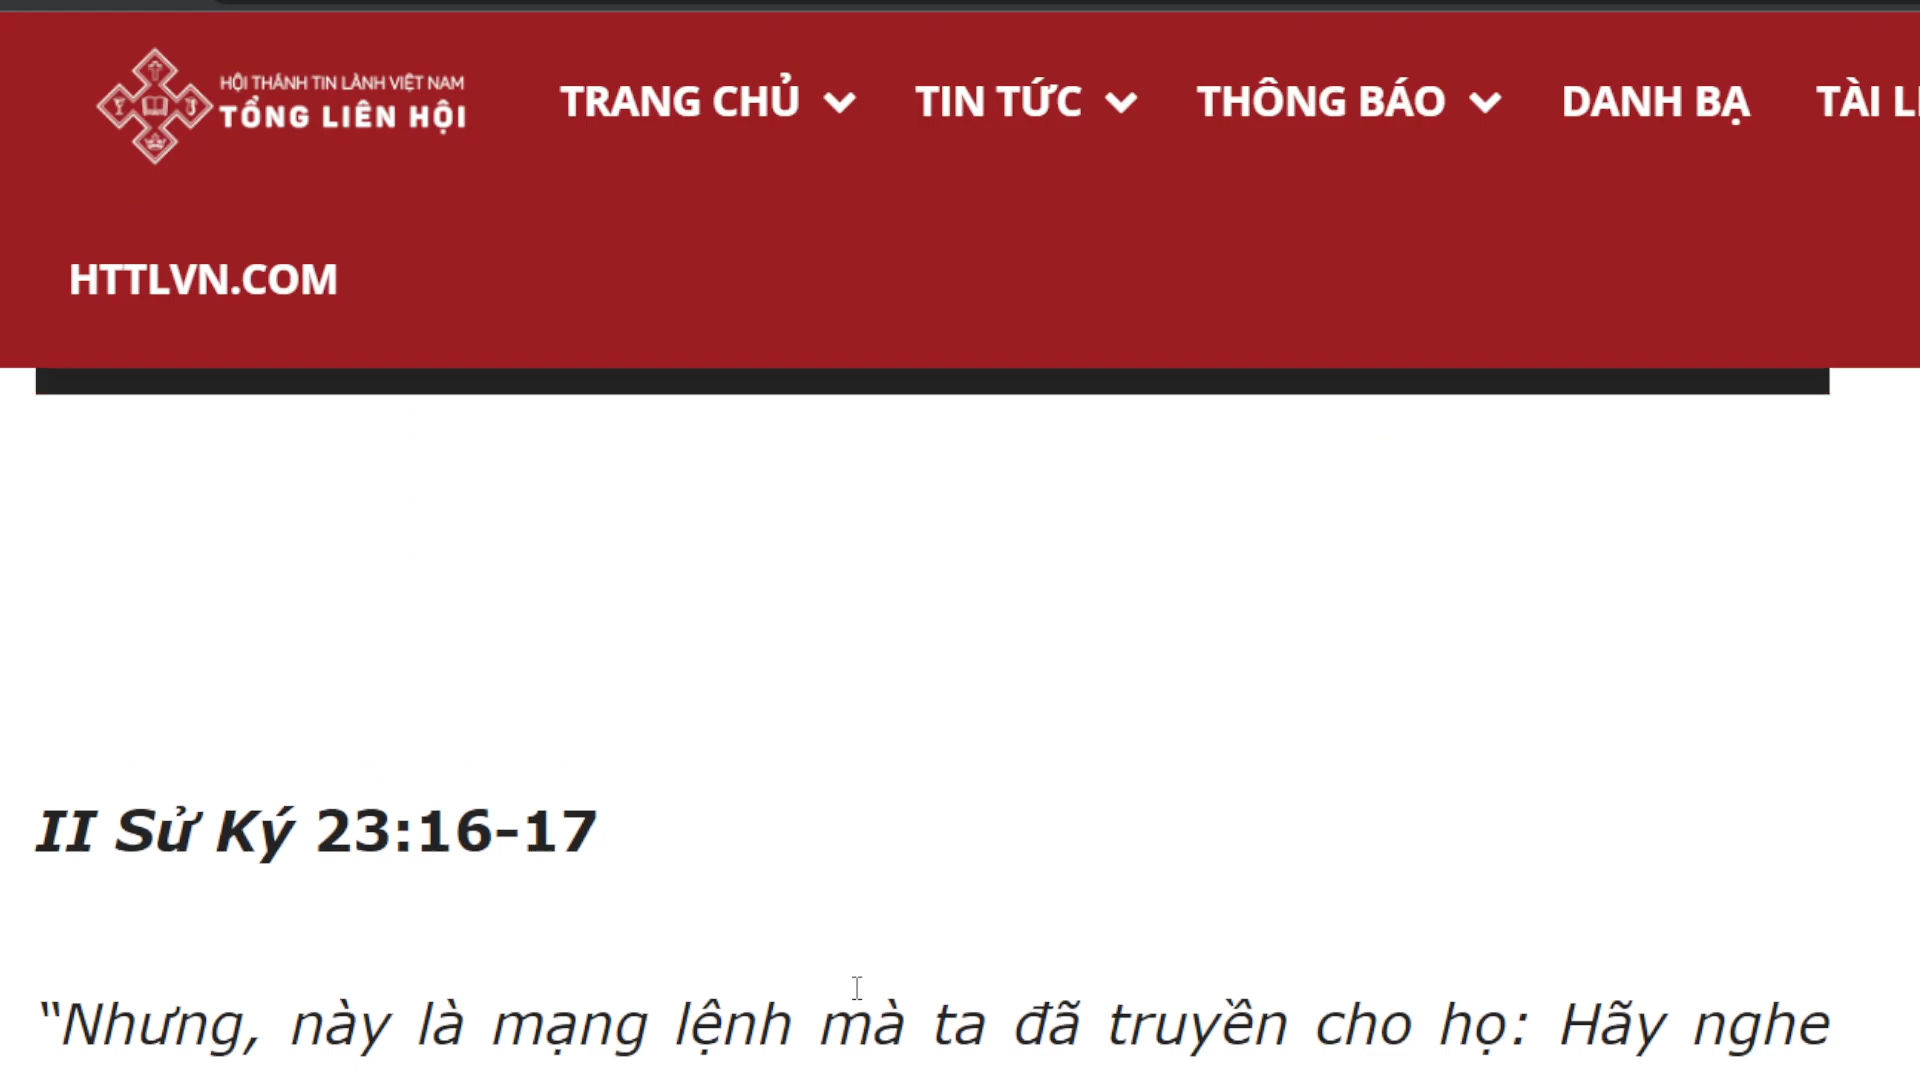 HỘI THÁNH TIN LÀNH VIỆT NAM
TỔNG LIÊN HỘI
TRANG CHỦ
TIN TỨC
THÔNG BÁO
DANH BẠ
TÀI L
HTTLVN.COM
II Sử Ký 23:16-17
“Nhưng, này là mạng lệnh mà ta đã truyền cho họ: Hãy nghe